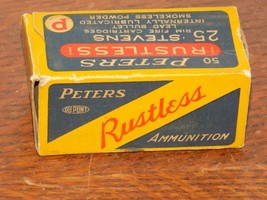 50
PETERS
RUSTLESS!
25 STEVENS
RIM FIRE CARTRIDGES
LEAD BULLET
INTERNALLY LUBRICATED
SMOKELESS POWDER
P
PETERS
DU PONT
Rustless
AMMUNITION